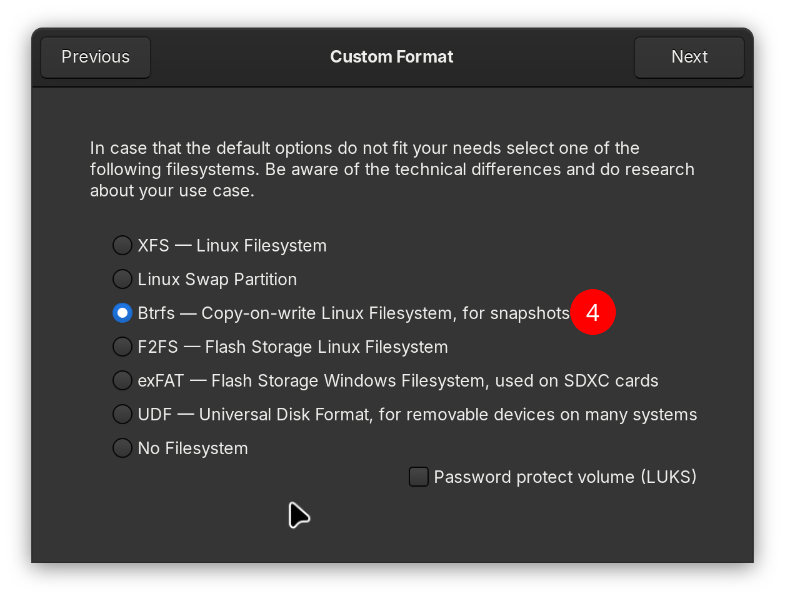 Previous
Custom Format
Next
In case that the default options do not fit your needs select one of the
following filesystems. Be aware of the technical differences and do research
about your use case.
XFS — Linux Filesystem
Linux Swap Partition
Btrfs — Copy-on-write Linux Filesystem, for snapshots
4
F2FS — Flash Storage Linux Filesystem
exFAT — Flash Storage Windows Filesystem, used on SDXC cards
UDF — Universal Disk Format, for removable devices on many systems
No Filesystem
Password protect volume (LUKS)